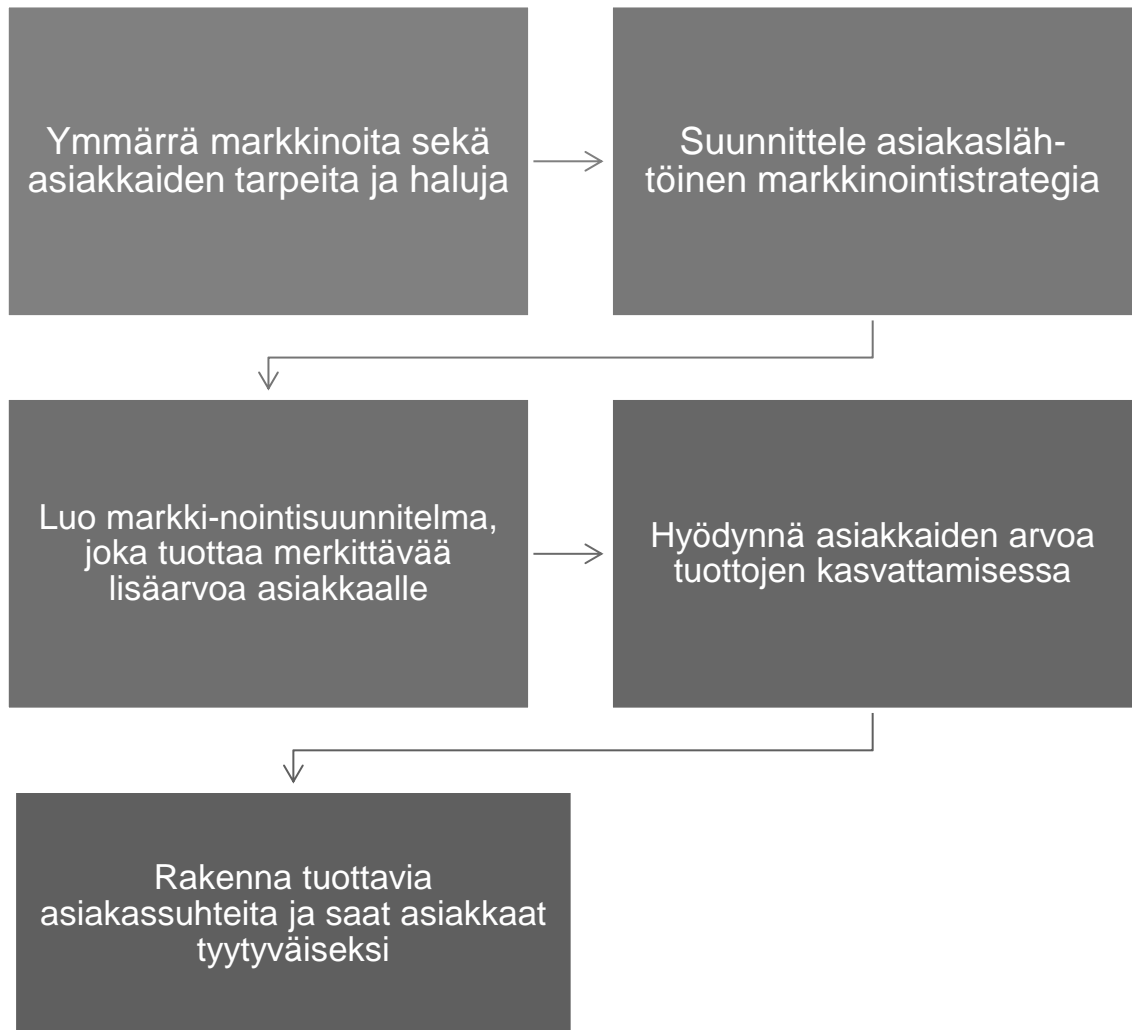 Ymmärrä markkinoita sekä
asiakkaiden tarpeita ja haluja
Suunnittele asiakasläh-
töinen markkinointistrategia
Luo markki-nointisuunnitelma,
joka tuottaa merkittävää
lisäarvoa asiakkaalle
Hyödynnä asiakkaiden arvoa
tuottojen kasvattamisessa
Rakenna tuottavia
asiakassuhteita ja saat asiakkaat
tyytyväiseksi